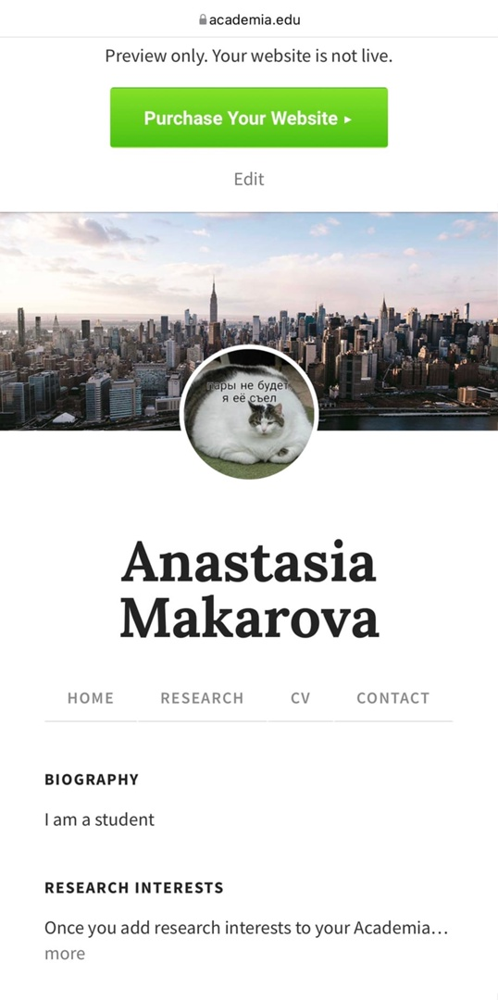 academia.edu
Preview only. Your website is not live.
Purchase Your Website ▸
Edit
пары не будет
я её съел
Anastasia
Makarova
HOME RESEARCH CV CONTACT
BIOGRAPHY
I am a student
RESEARCH INTERESTS
Once you add research interests to your Academia…
more